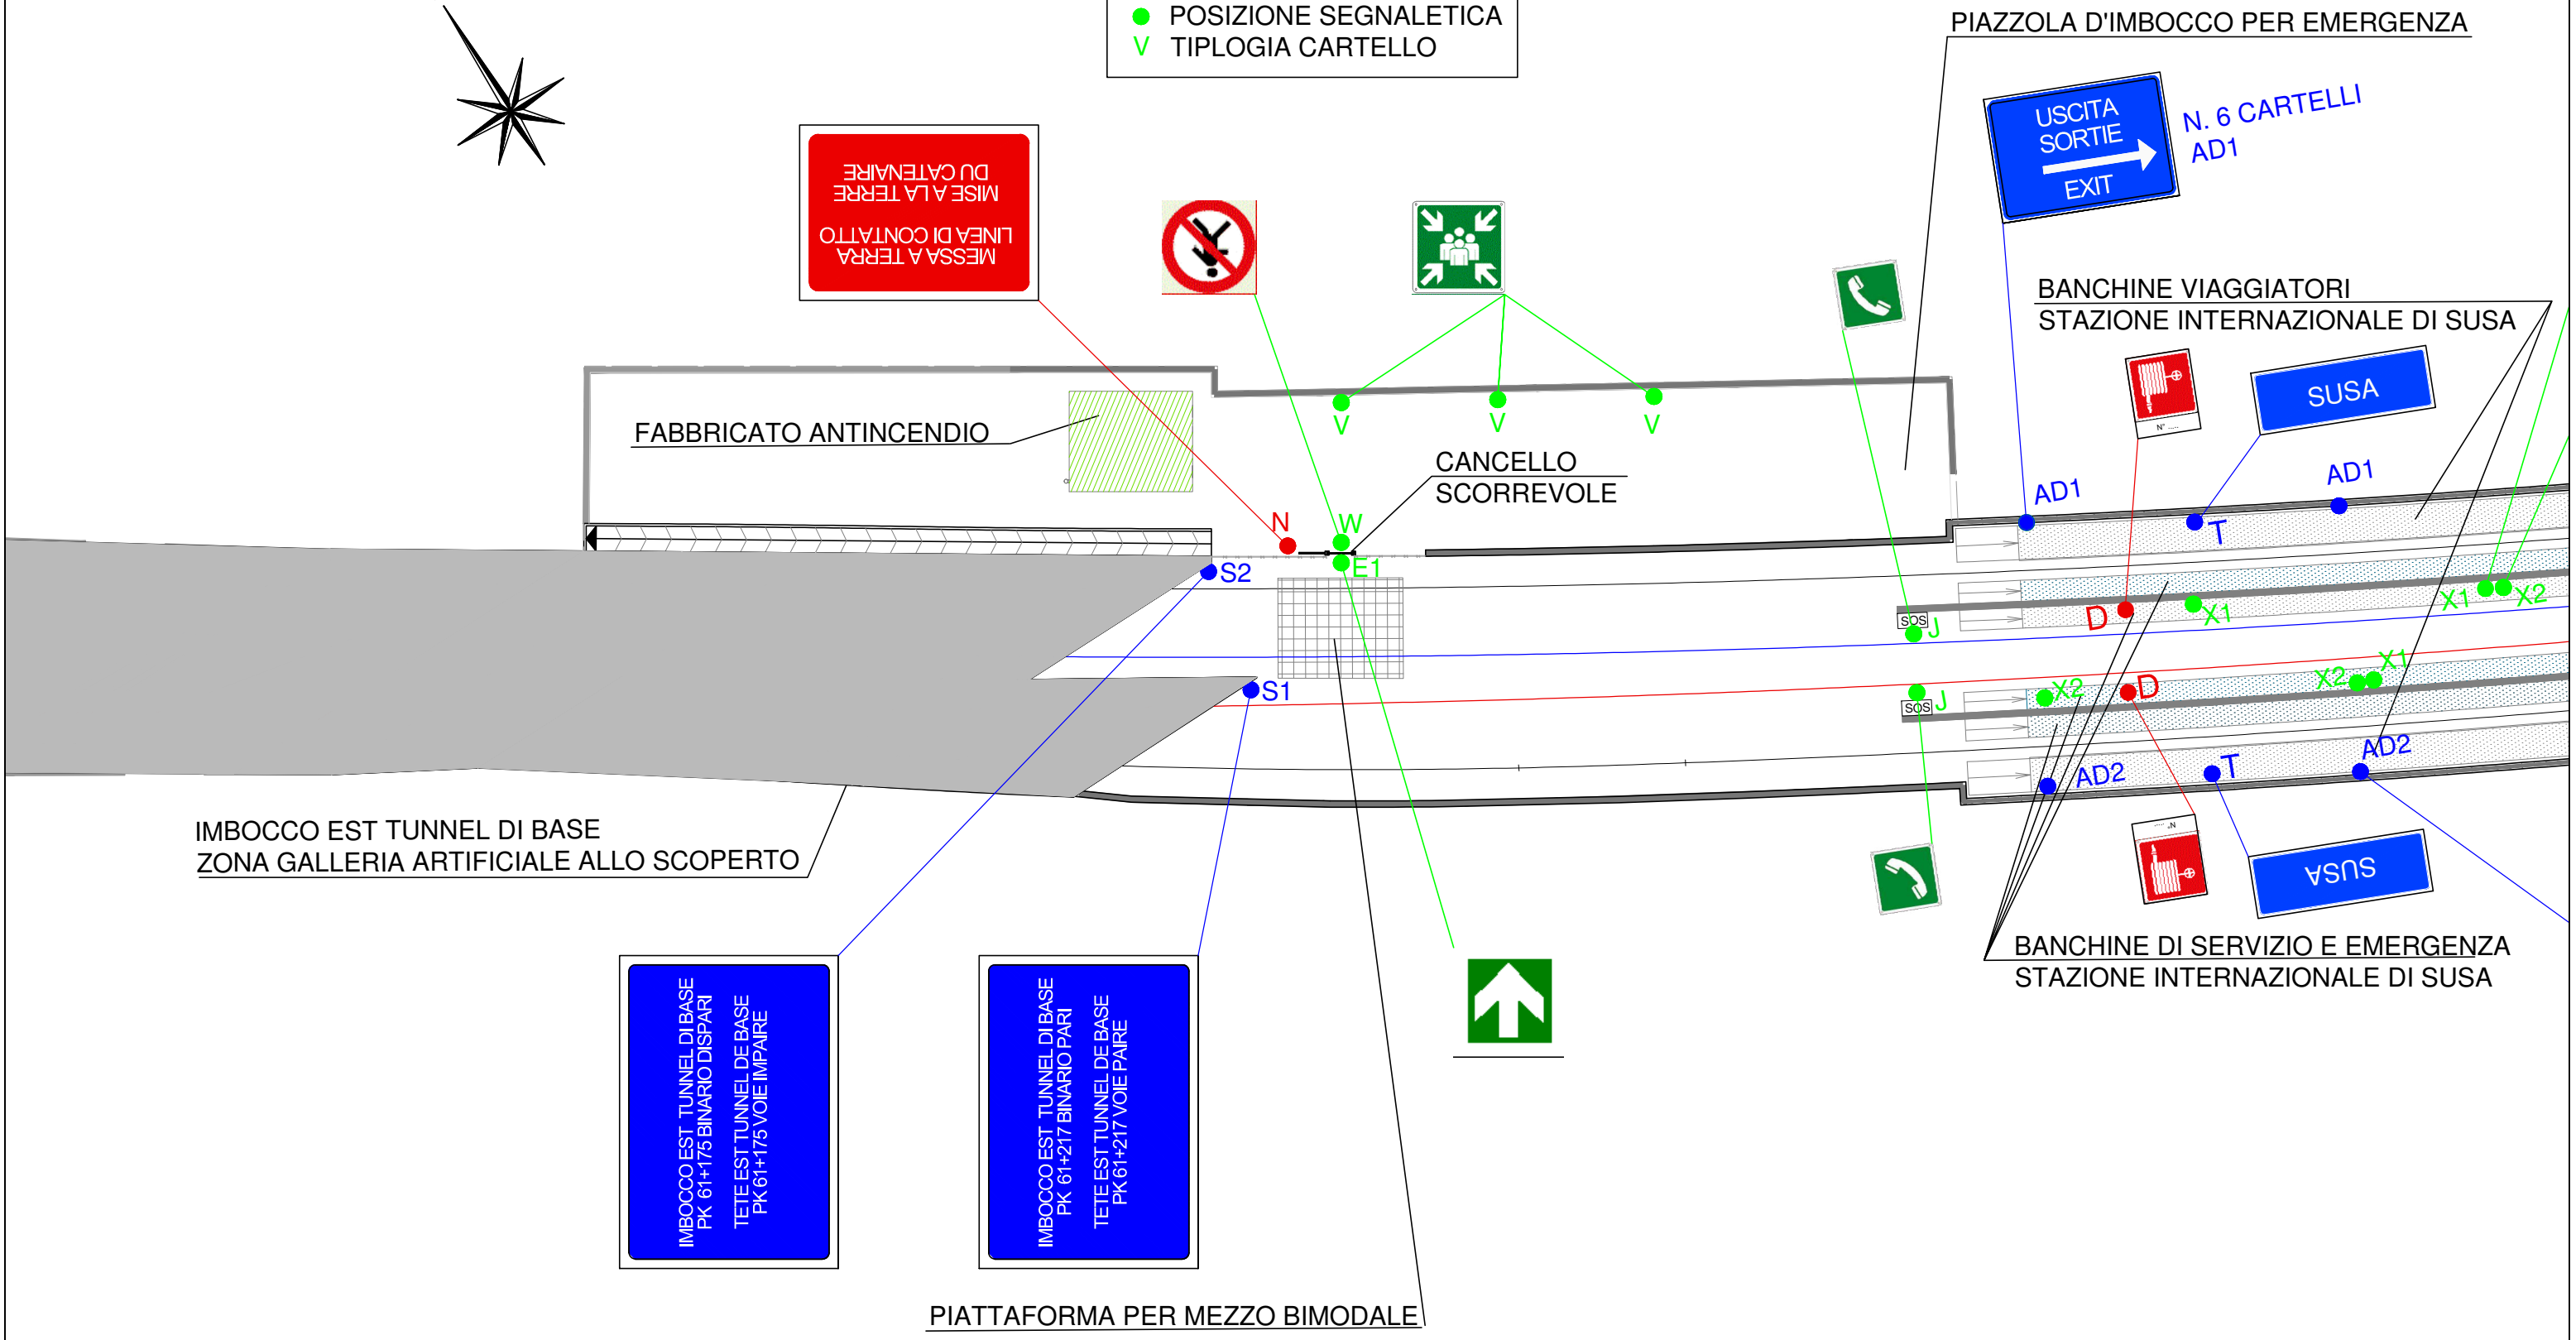 POSIZIONE SEGNALETICA
V TIPLOGIA CARTELLO
PIAZZOLA D'IMBOCCO PER EMERGENZA
USCITA
SORTIE
EXIT
N. 6 CARTELLI
AD1
MESSA A TERRA
LINEA DI CONTATTO
MISE A LA TERRE
DU CATENAIRE
BANCHINE VIAGGIATORI
STAZIONE INTERNAZIONALE DI SUSA
N° .....
SUSA
FABBRICATO ANTINCENDIO
V
V
V
CANCELLO
SCORREVOLE
AD1
T
AD1
N
W
E1
S2
S1
SOS
J
D
X1
X1
X2
SOS
J
X2
D
X2
X1
AD2
T
AD2
IMBOCCO EST TUNNEL DI BASE
ZONA GALLERIA ARTIFICIALE ALLO SCOPERTO
N° .....
SUSA
BANCHINE DI SERVIZIO E EMERGENZA
STAZIONE INTERNAZIONALE DI SUSA
IMBOCCO EST TUNNEL DI BASE
PK 61+175 BINARIO DISPARI
TETE EST TUNNEL DE BASE
PK 61+175 VOIE IMPAIRE
IMBOCCO EST TUNNEL DI BASE
PK 61+217 BINARIO PARI
TETE EST TUNNEL DE BASE
PK 61+217 VOIE PAIRE
PIATTAFORMA PER MEZZO BIMODALE